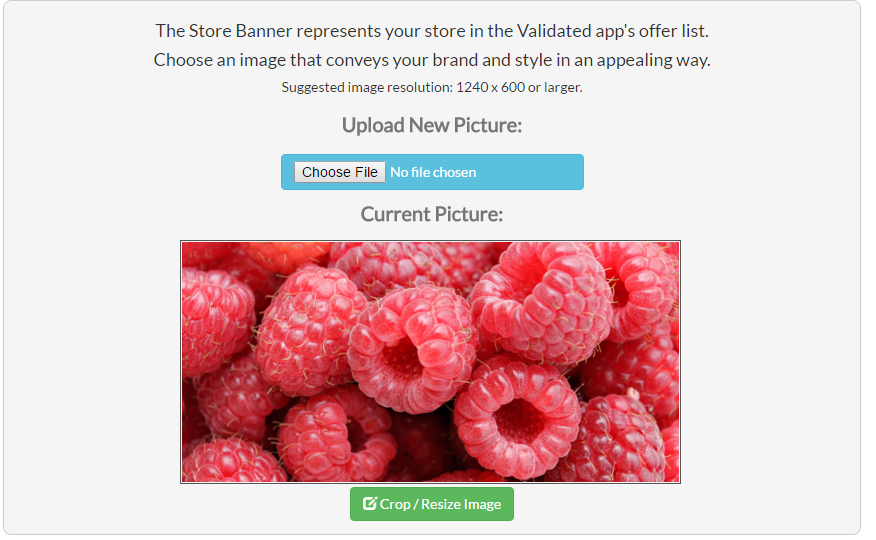 The Store Banner represents your store in the Validated app's offer list.
Choose an image that conveys your brand and style in an appealing way.
Suggested image resolution: 1240 x 600 or larger.
Upload New Picture:
Choose File No file chosen
Current Picture:
Crop / Resize Image